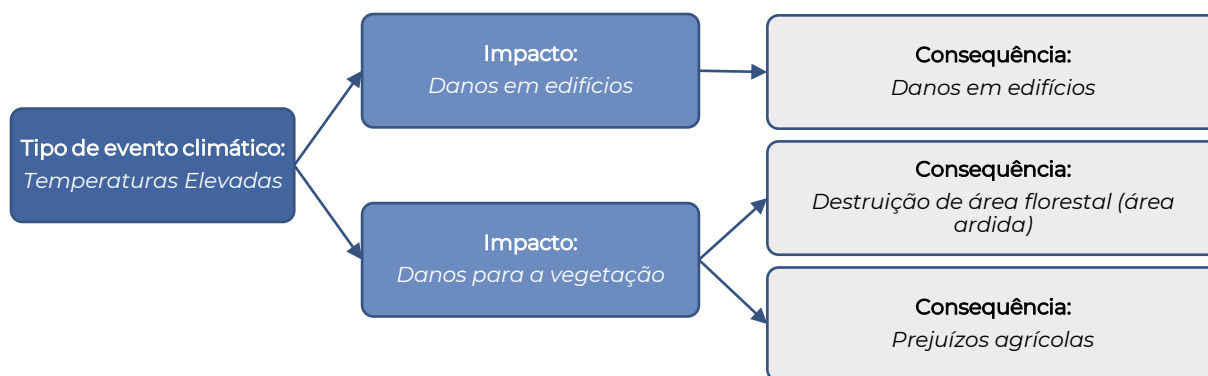 Tipo de evento climático:
Temperaturas Elevadas
Impacto:
Danos em edifícios
Consequência:
Danos em edifícios
Impacto:
Danos para a vegetação
Consequência:
Destruição de área florestal (área
ardida)
Consequência:
Prejuízos agrícolas